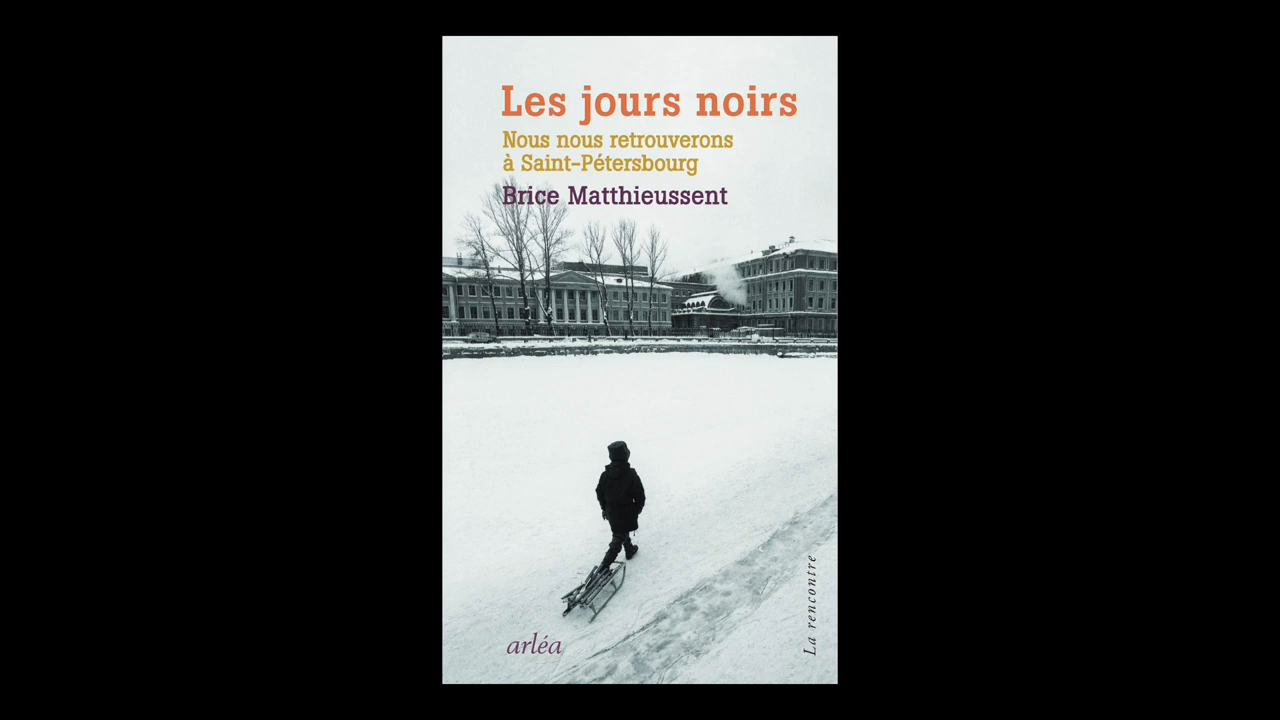 Les jours noirs
Nous nous retrouverons
à Saint-Pétersbourg
Brice Matthieussent
La rencontre
arléa